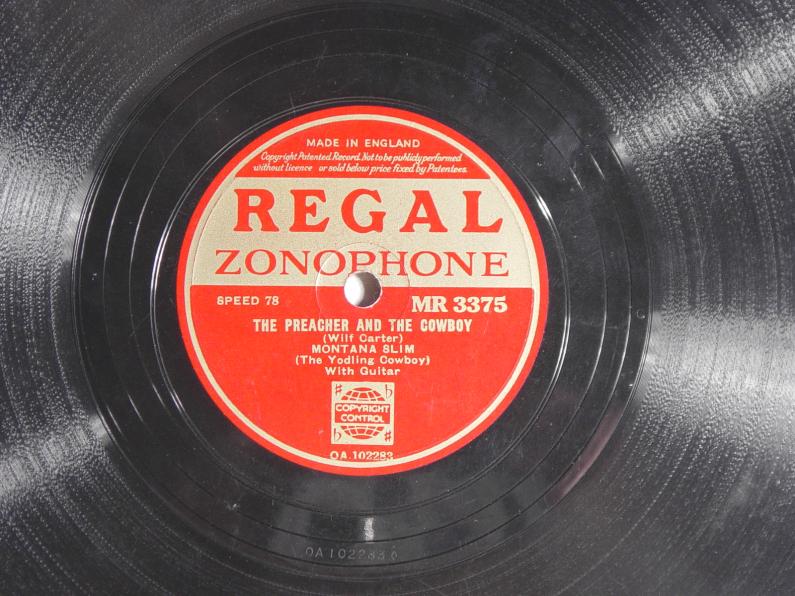 MADE IN ENGLAND
Copyright Patented Record. Not to be publicly performed
without licence or sold below price fixed by Patentees.
REGAL
ZONOPHONE
SPEED 78
MR 3375
THE PREACHER AND THE COWBOY
(Wilf Carter)
MONTANA SLIM
(The Yodling Cowboy)
With Guitar
♯ ♭
COPYRIGHT
CONTROL
♭ ♯
OA.102283
OA102283